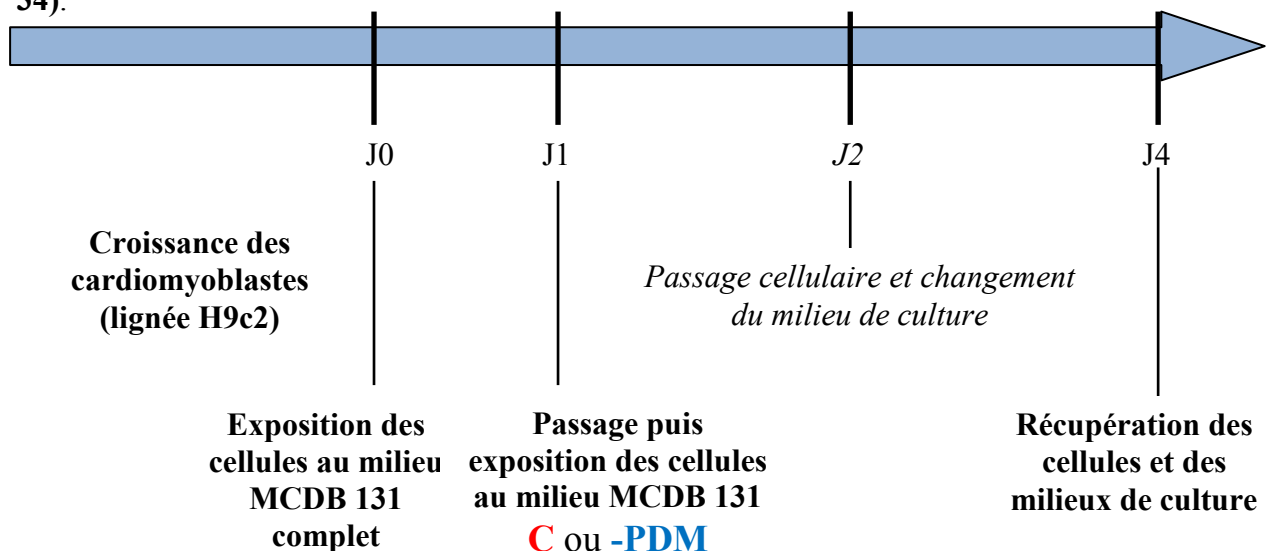 54).
J0
J1
J2
J4
Croissance des
cardiomyoblastes
(lignée H9c2)
Passage cellulaire et changement
du milieu de culture
Exposition des
cellules au milieu
MCDB 131
complet
Passage puis
exposition des cellules
au milieu MCDB 131
C ou -PDM
Récupération des
cellules et des
milieux de culture